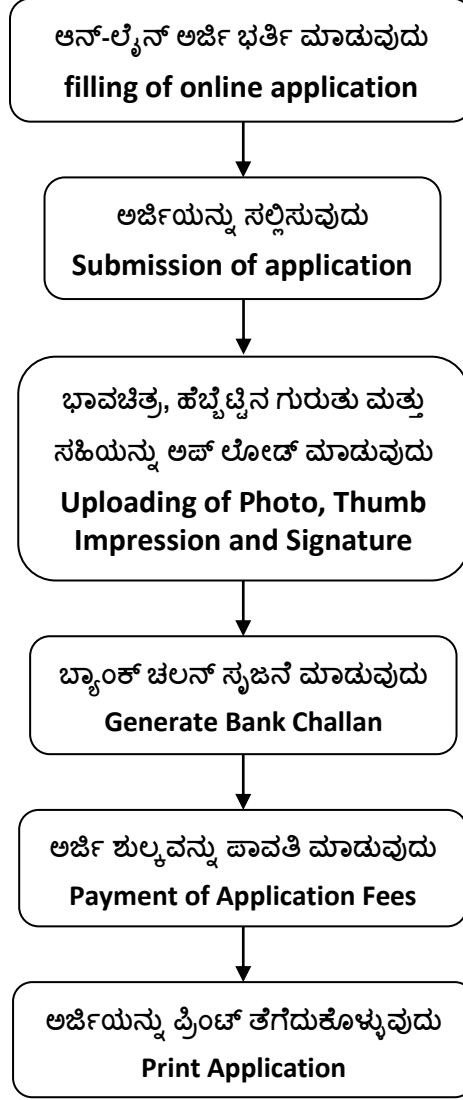 ಆನ್-ಲೈನ್ ಅರ್ಜಿ ಭರ್ತಿ ಮಾಡುವುದು
filling of online application
ಅರ್ಜಿಯನ್ನು ಸಲ್ಲಿಸುವುದು
Submission of application
ಭಾವಚಿತ್ರ, ಹೆಬ್ಬೆಟ್ಟಿನ ಗುರುತು ಮತ್ತು
ಸಹಿಯನ್ನು ಅಪ್ ಲೋಡ್ ಮಾಡುವುದು
Uploading of Photo, Thumb
Impression and Signature
ಬ್ಯಾಂಕ್ ಚಲನ್ ಸೃಜನೆ ಮಾಡುವುದು
Generate Bank Challan
ಅರ್ಜಿ ಶುಲ್ಕವನ್ನು ಪಾವತಿ ಮಾಡುವುದು
Payment of Application Fees
ಅರ್ಜಿಯನ್ನು ಪ್ರಿಂಟ್ ತೆಗೆದುಕೊಳ್ಳುವುದು
Print Application